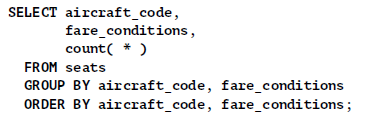 SELECT aircraft_code,
fare_conditions,
count( * )
FROM seats
GROUP BY aircraft_code, fare_conditions
ORDER BY aircraft_code, fare_conditions;